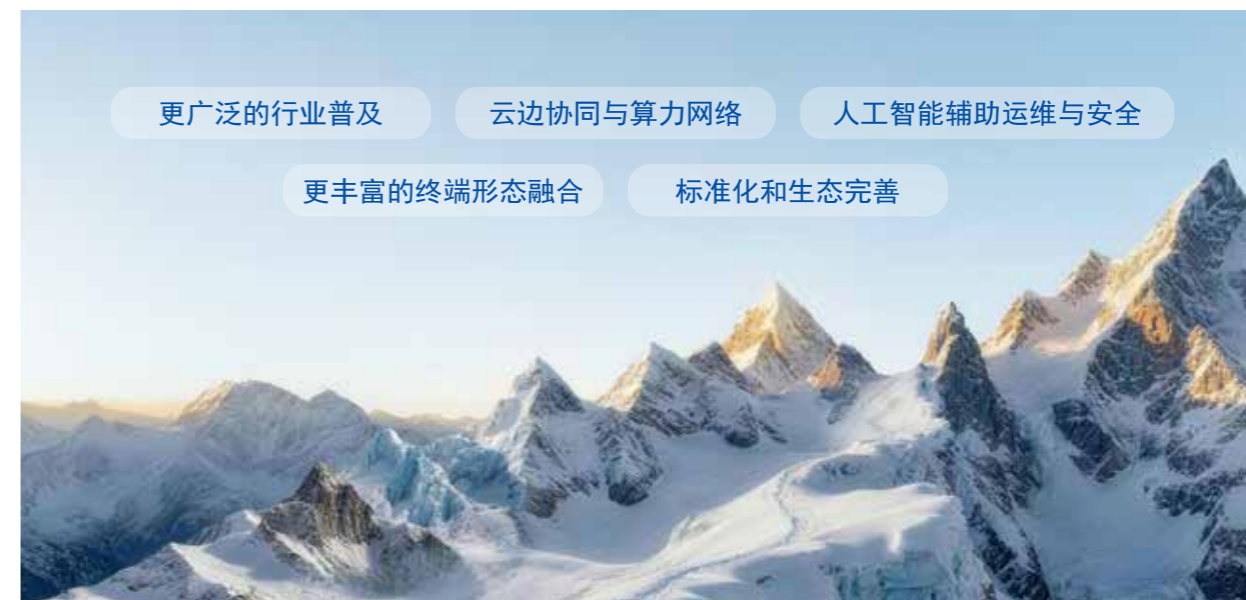 更广泛的行业普及 云边协同与算力网络 人工智能辅助运维与安全
更丰富的终端形态融合 标准化和生态完善